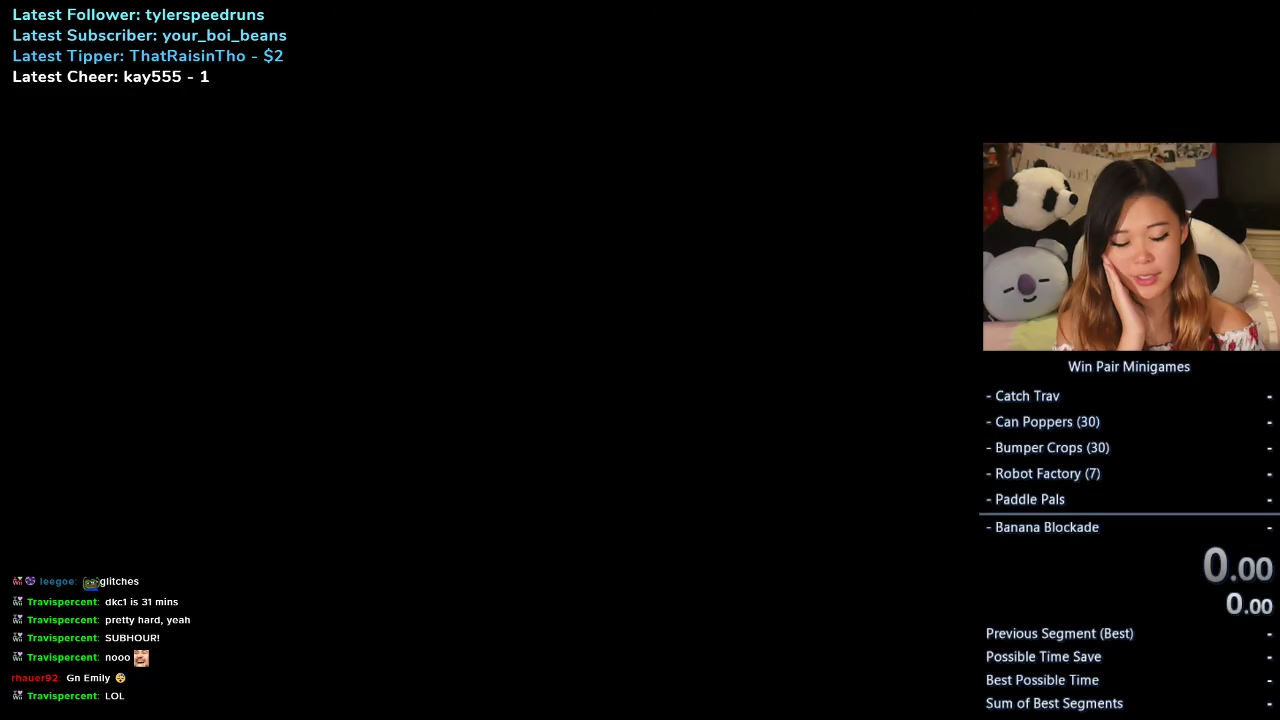 Latest Follower: tylerspeedruns
Latest Subscriber: your_boi_beans
Latest Tipper: ThatRaisinTho - $2
Latest Cheer: kay555 - 1
Win Pair Minigames
- Catch Trav -
- Can Poppers (30) -
- Bumper Crops (30) -
- Robot Factory (7) -
- Paddle Pals -
- Banana Blockade -
0.00
0.00
Previous Segment (Best) -
Possible Time Save -
Best Possible Time -
Sum of Best Segments -
leegoe: glitches
Travispercent: dkc1 is 31 mins
Travispercent: pretty hard, yeah
Travispercent: SUBHOUR!
Travispercent: nooo
rhauer92: Gn Emily
Travispercent: LOL